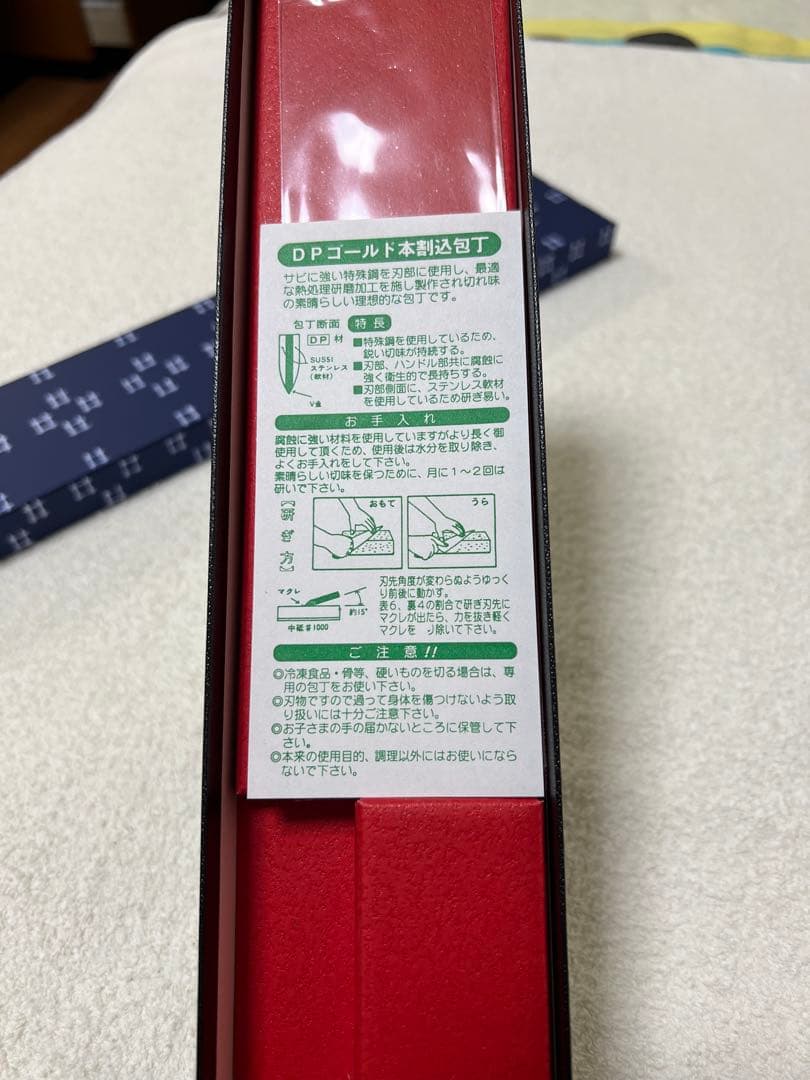 DPゴールド本割込包丁
サビに強い特殊鋼を刃部に使用し、最適
な熱処理研磨加工を施し製作され切れ味
の素晴らしい理想的な包丁です。
包丁断面 特長
DP 材
SUS51
ステンレス
(軟材)
V金
■特殊鋼を使用しているため、
鋭い切味が持続する。
■刃部、ハンドル部共に腐蝕に
強く衛生的で長持ちする。
■刃部側面に、ステンレス軟材
を使用しているため研ぎ易い。
お手入れ
腐蝕に強い材料を使用していますがより長く御
使用して頂くため、使用後は水分を取り除き、
よくお手入れをして下さい。
素晴らしい切味を保つために、月に1〜2回は
研いで下さい。
【研ぎ方】
おもて
うら
マクレ
約15°
中砥#1000
刃先角度が変わらぬようゆっく
り前後に動かす。
表6、裏4の割合で研ぎ刃先に
マクレが出たら、力を抜き軽く
マクレを り除いて下さい。
ご注意!!
◎冷凍食品・骨等、硬いものを切る場合は、専
用の包丁をお使い下さい。
◎刃物ですので過って身体を傷つけないよう取
り扱いには十分ご注意下さい。
◎お子さまの手の届かないところに保管して下
さい。
◎本来の使用目的、調理以外にはお使いになら
ないで下さい。